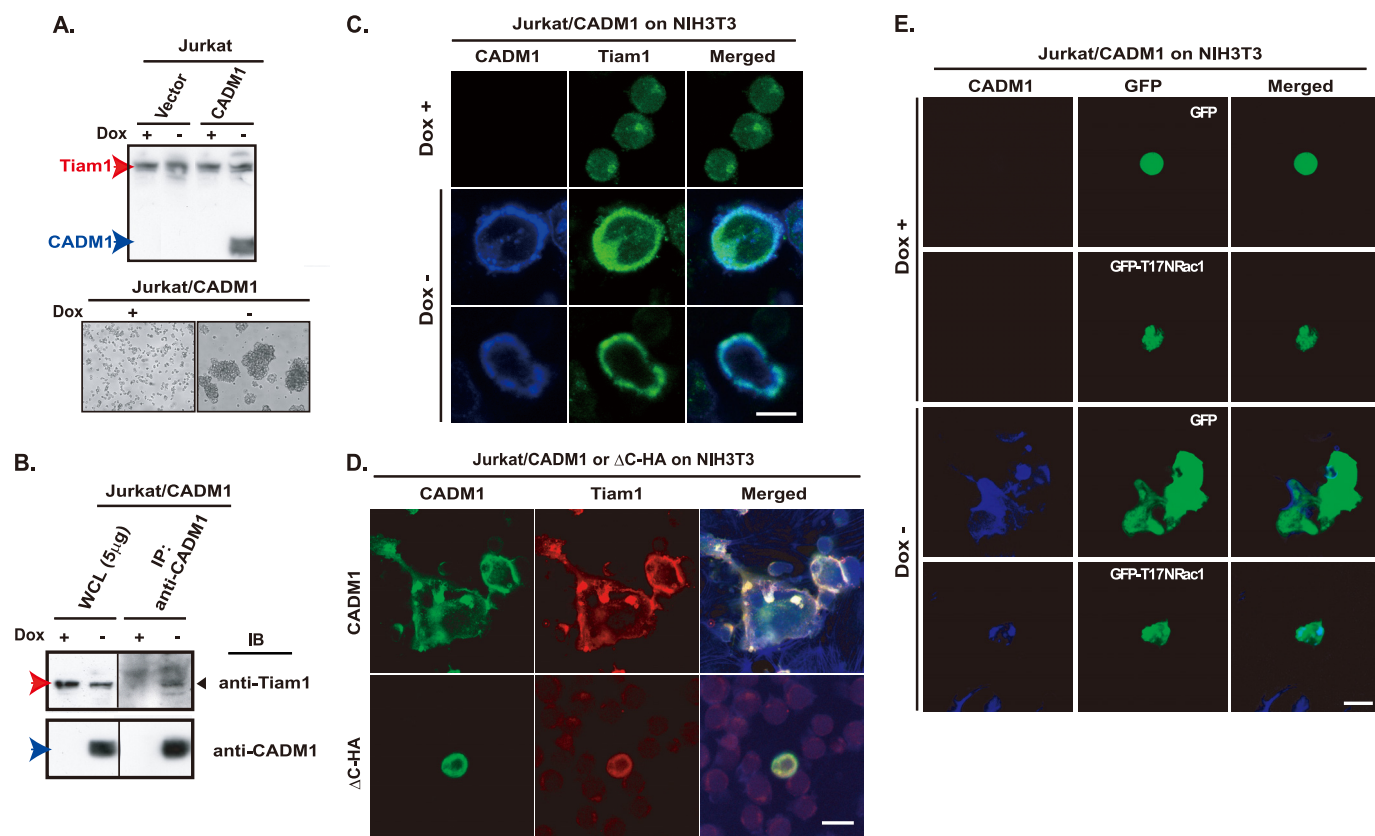 A.
Jurkat
Vector
CADM1
Dox + - + -
Tiam1
CADM1
Jurkat/CADM1
Dox + -
B.
Jurkat/CADM1
WCL (5μg)
IP:
anti-CADM1
Dox + - + - IB
anti-Tiam1
anti-CADM1
C.
Jurkat/CADM1 on NIH3T3
CADM1 Tiam1 Merged
Dox +
Dox -
D.
Jurkat/CADM1 or ΔC-HA on NIH3T3
CADM1 Tiam1 Merged
CADM1
ΔC-HA
E.
Jurkat/CADM1 on NIH3T3
CADM1 GFP Merged
Dox +
GFP
GFP-T17NRac1
Dox -
GFP
GFP-T17NRac1